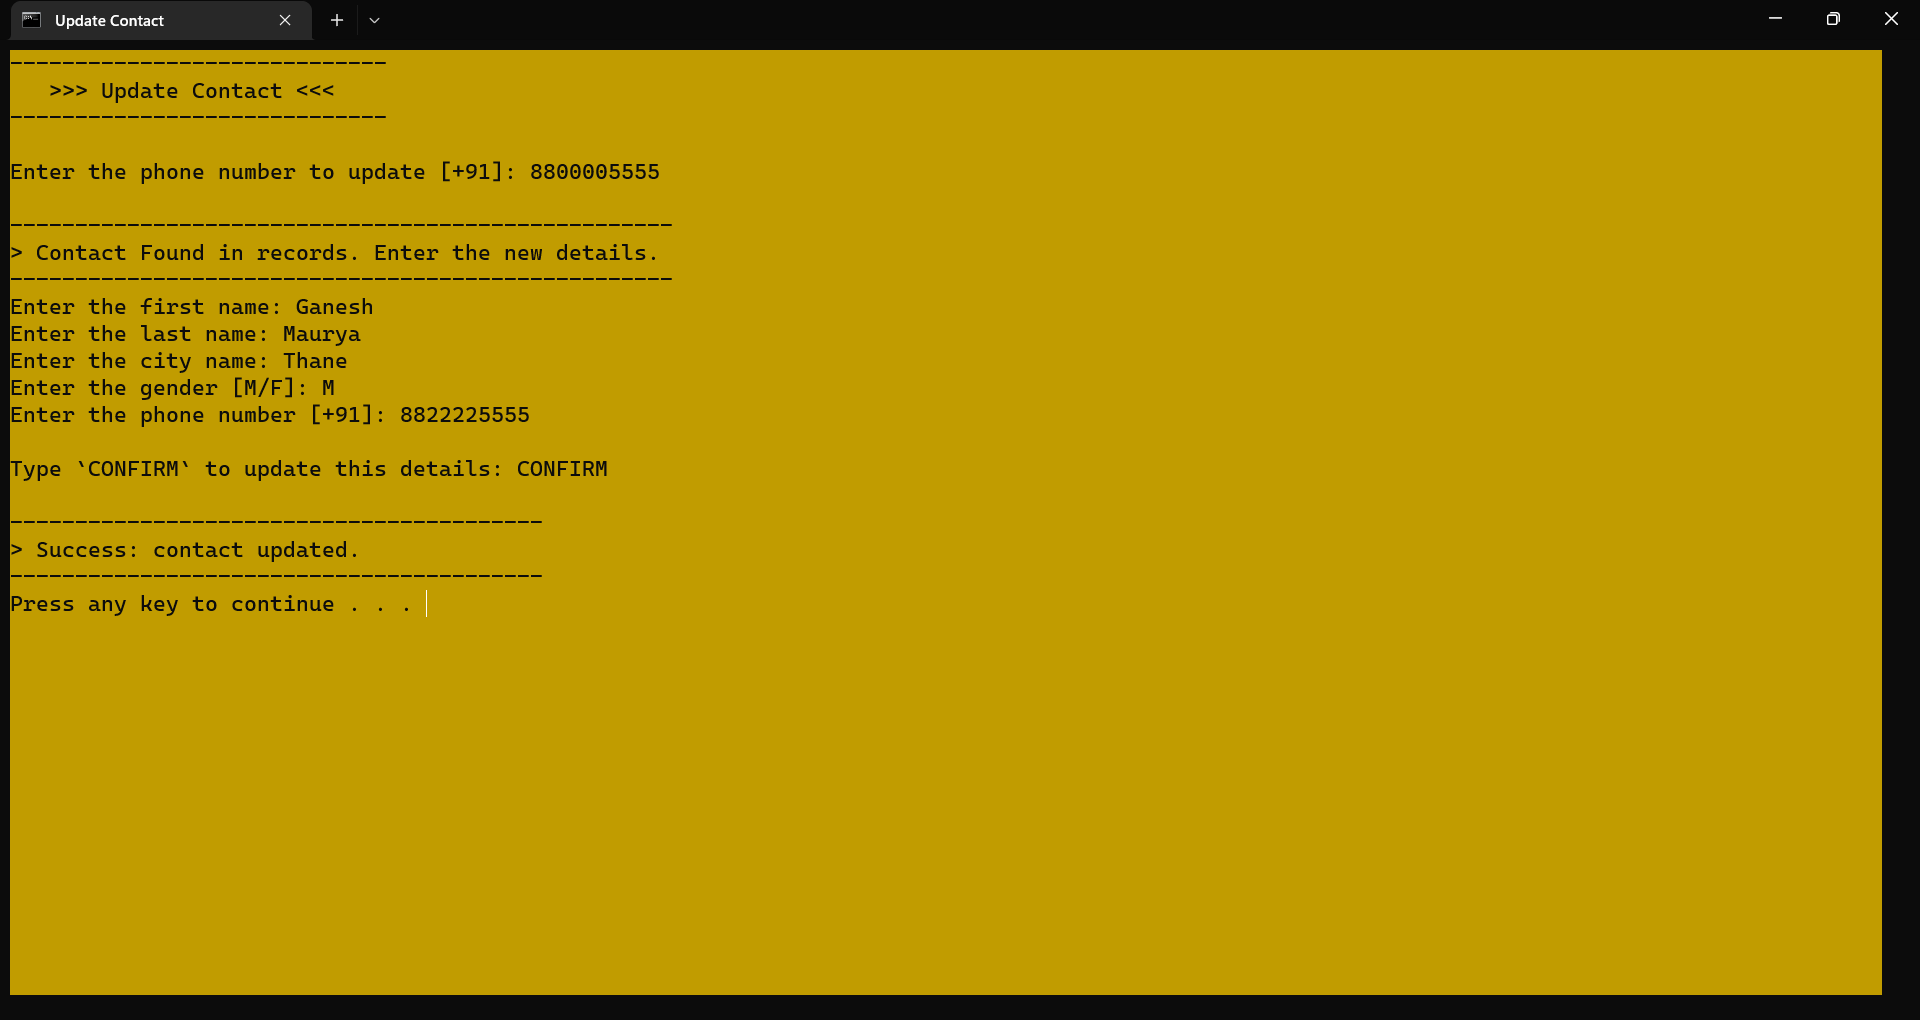 Update Contact
-----------------------------
   >>> Update Contact <<<
-----------------------------
Enter the phone number to update [+91]: 8800005555
---------------------------------------------------
> Contact Found in records. Enter the new details.
---------------------------------------------------
Enter the first name: Ganesh
Enter the last name: Maurya
Enter the city name: Thane
Enter the gender [M/F]: M
Enter the phone number [+91]: 8822225555
Type `CONFIRM` to update this details: CONFIRM
-----------------------------------------
> Success: contact updated.
-----------------------------------------
Press any key to continue . . .